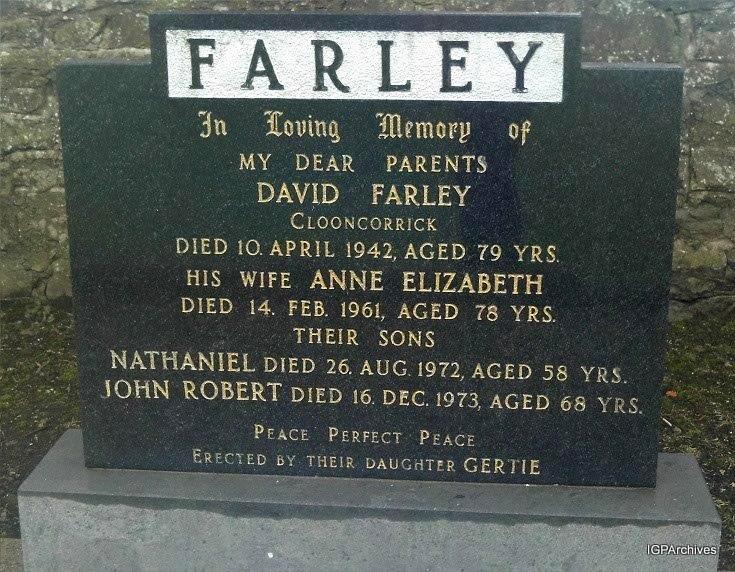 FARLEY
In Loving Memory of
MY DEAR PARENTS
DAVID FARLEY
CLOONCORRICK
DIED 10. APRIL 1942, AGED 79 YRS.
HIS WIFE ANNE ELIZABETH
DIED 14. FEB. 1961, AGED 78 YRS.
THEIR SONS
NATHANIEL DIED 26. AUG. 1972, AGED 58 YRS.
JOHN ROBERT DIED 16. DEC. 1973, AGED 68 YRS.
PEACE PERFECT PEACE
ERECTED BY THEIR DAUGHTER GERTIE
IGPArchives